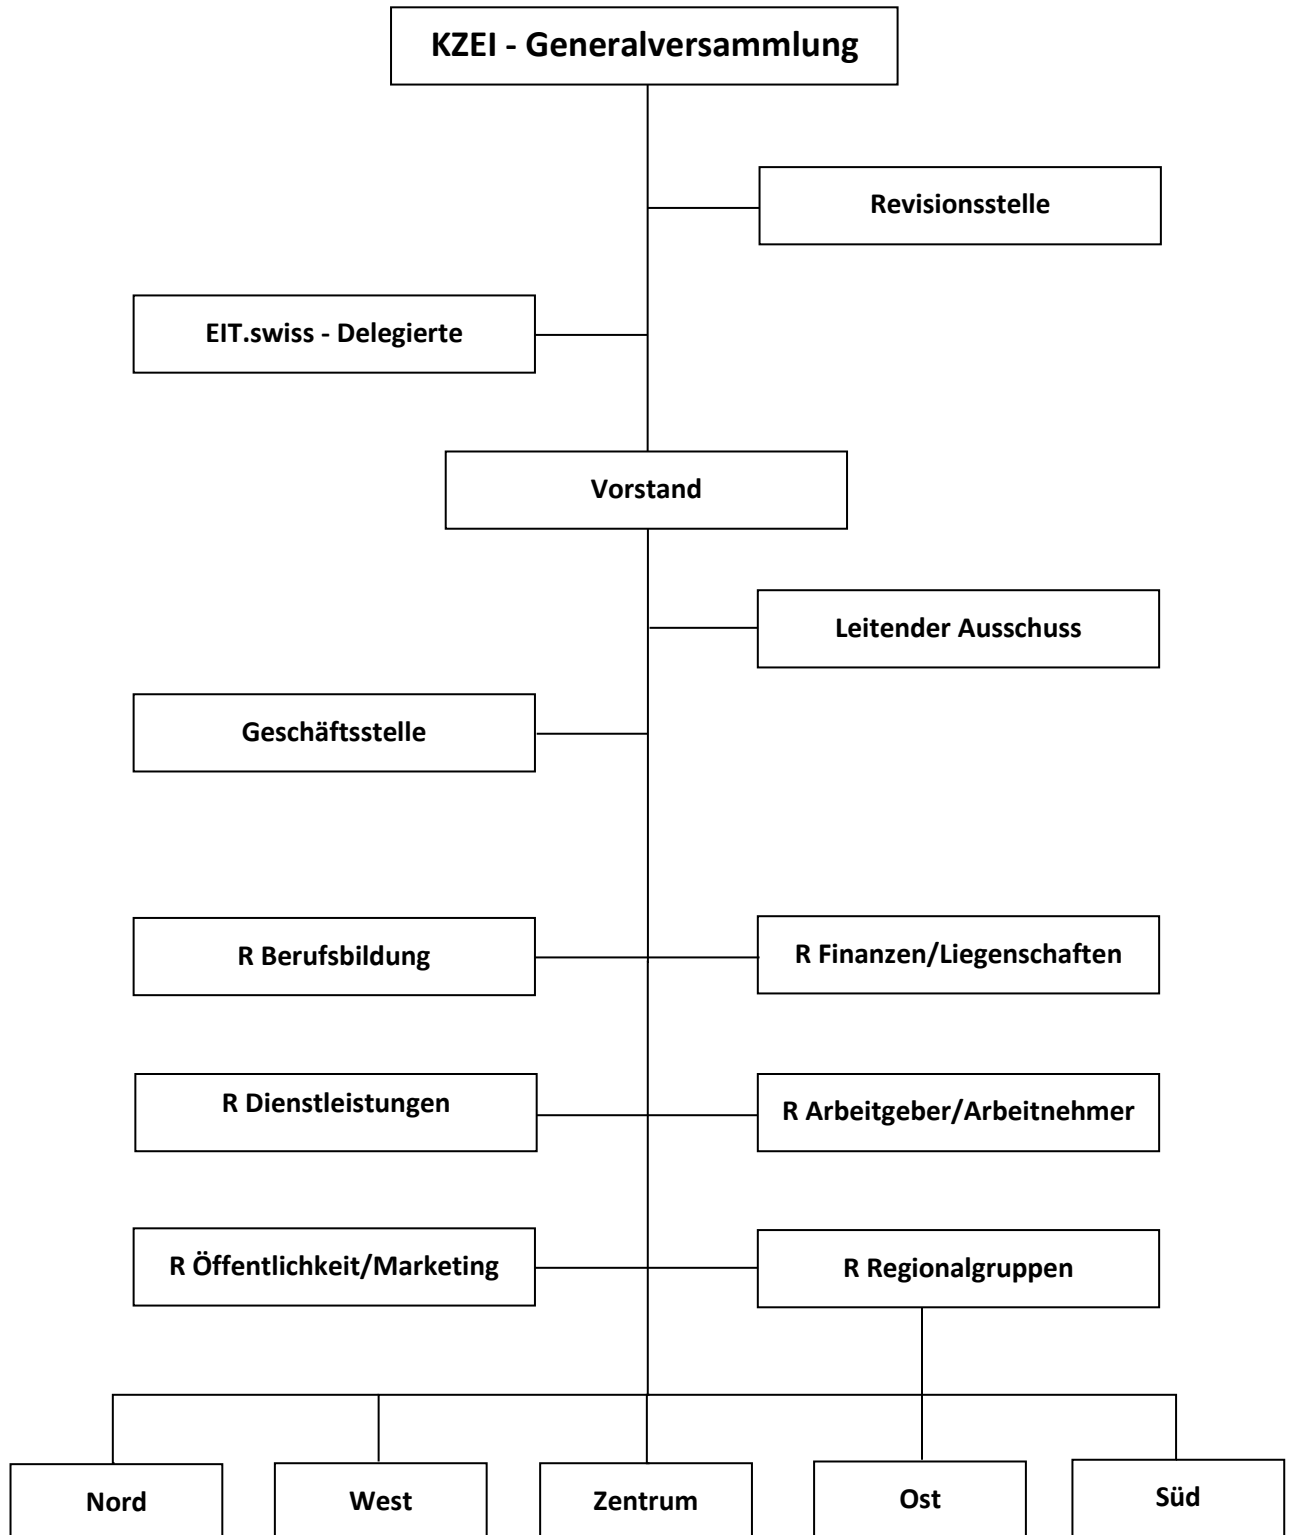 KZEI - Generalversammlung
Revisionsstelle
EIT.swiss - Delegierte
Vorstand
Leitender Ausschuss
Geschäftsstelle
R Berufsbildung
R Finanzen/Liegenschaften
R Dienstleistungen
R Arbeitgeber/Arbeitnehmer
R Öffentlichkeit/Marketing
R Regionalgruppen
Nord
West
Zentrum
Ost
Süd